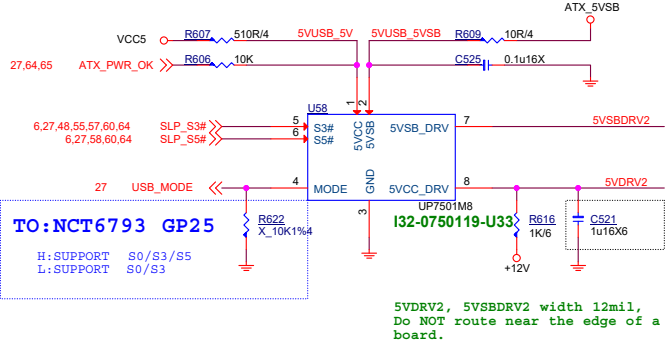 ATX_5VSB
VCC5 R607 510R/4 5VUSB_5V 5VUSB_5VSB R609 10R/4
27,64,65 ATX_PWR_OK R606 10K C525 0.1u16X
1 2
U58
6,27,48,55,57,60,64 SLP_S3# 5 S3# 5VCC 5VSB 5VSB_DRV 7 5VSBDRV2
6,27,58,60,64 SLP_S5# 6 S5#
27 USB_MODE 4 MODE GND 5VCC_DRV 8 5VDRV2
3 UP7501M8
I32-0750119-U33
TO:NCT6793 GP25
R622
X_10K1%4
R616
1K/6
C521
1u16X6
H:SUPPORT S0/S3/S5
L:SUPPORT S0/S3
+12V
5VDRV2, 5VSBDRV2 width 12mil,
Do NOT route near the edge of a
board.